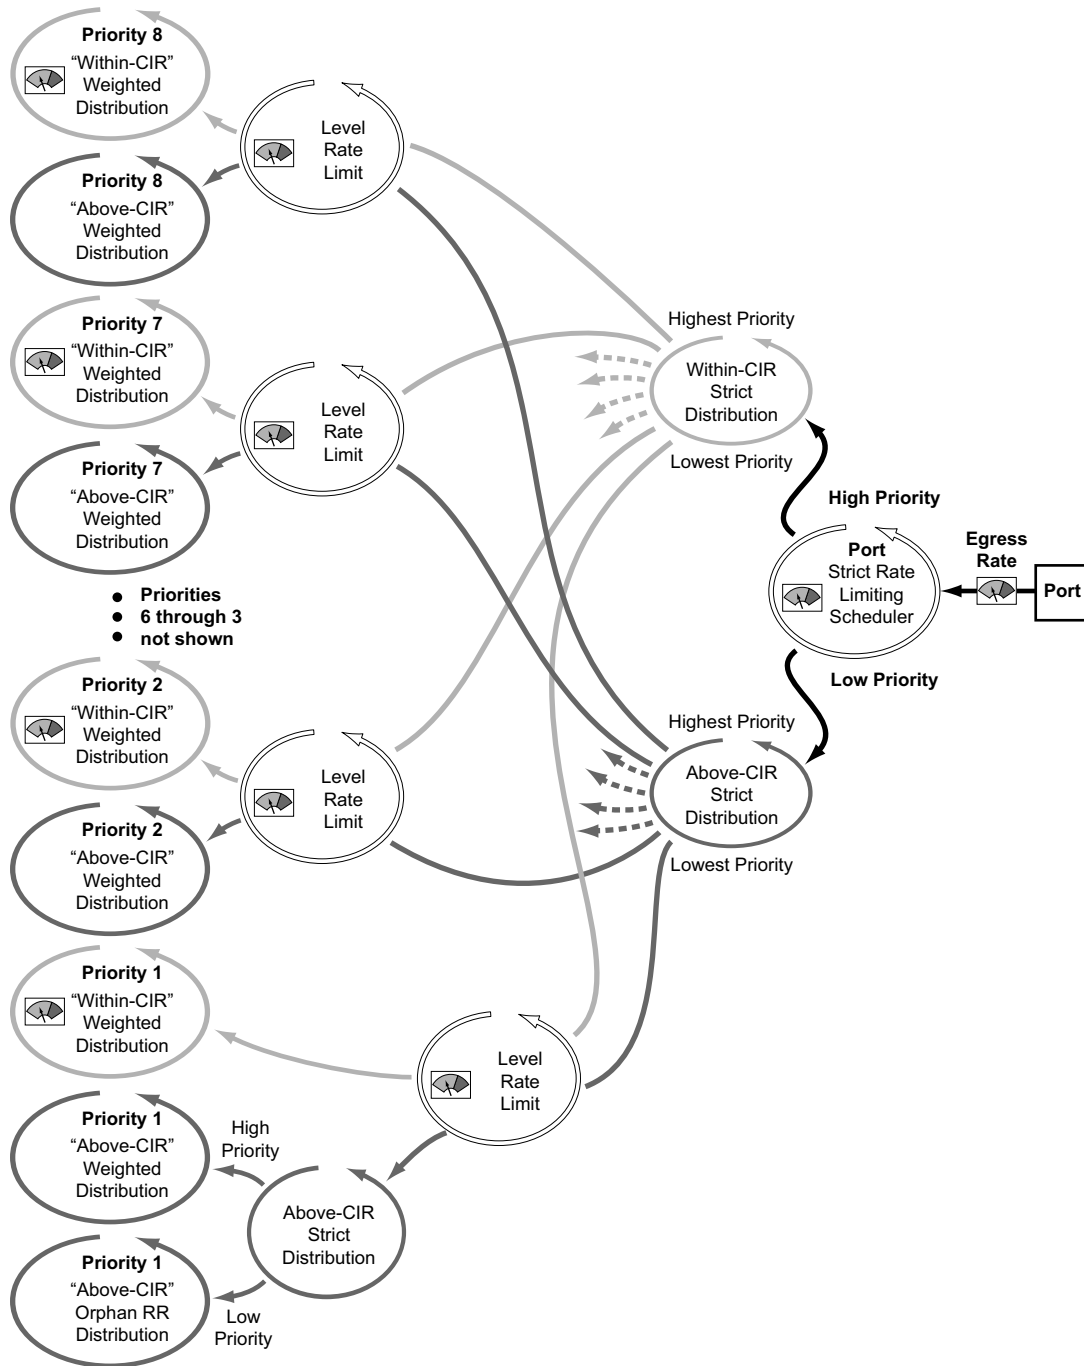 Priority 8
“Within-CIR”
Weighted
Distribution
Level
Rate
Limit
Priority 8
“Above-CIR”
Weighted
Distribution
Priority 7
“Within-CIR”
Weighted
Distribution
Level
Rate
Limit
Priority 7
“Above-CIR”
Weighted
Distribution
Highest Priority
Within-CIR
Strict
Distribution
Lowest Priority
High Priority
Port
Strict Rate
Limiting
Scheduler
Egress
Rate
Port
Low Priority
• Priorities
• 6 through 3
• not shown
Priority 2
“Within-CIR”
Weighted
Distribution
Level
Rate
Limit
Priority 2
“Above-CIR”
Weighted
Distribution
Highest Priority
Above-CIR
Strict
Distribution
Lowest Priority
Priority 1
“Within-CIR”
Weighted
Distribution
Level
Rate
Limit
Priority 1
“Above-CIR”
Weighted
Distribution
High
Priority
Above-CIR
Strict
Distribution
Priority 1
“Above-CIR”
Orphan RR
Distribution
Low
Priority